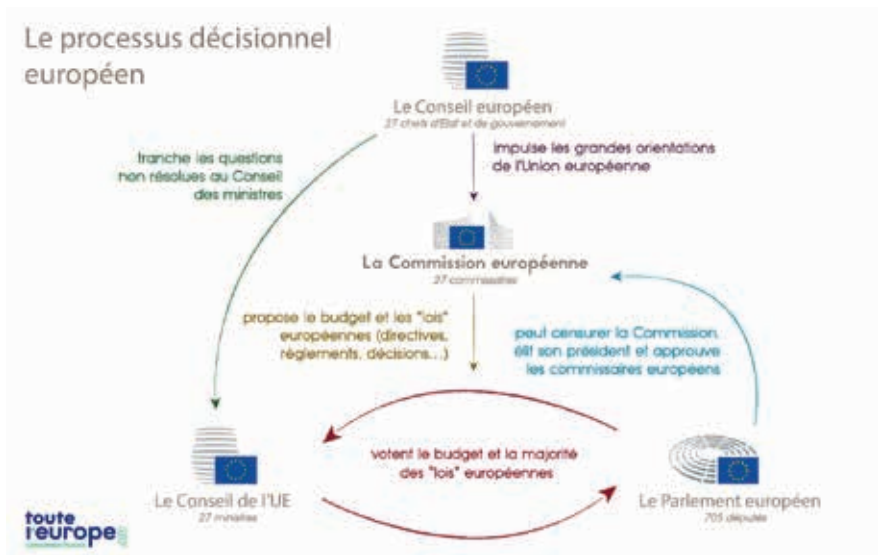 Le processus décisionnel
européen
Le Conseil européen
27 chefs d'Etat et de gouvernement
tranche les questions
non résolues au Conseil
des ministres
impulse les grandes orientations
de l'Union européenne
La Commission européenne
27 commissaires
propose le budget et les "lois"
européennes (directives,
règlements, décisions...)
peut censurer la Commission,
élit son président et approuve
les commissaires européens
votent le budget et la majorité
des "lois" européennes
Le Conseil de l'UE
27 ministres
Le Parlement européen
705 députés
toute
l'europe